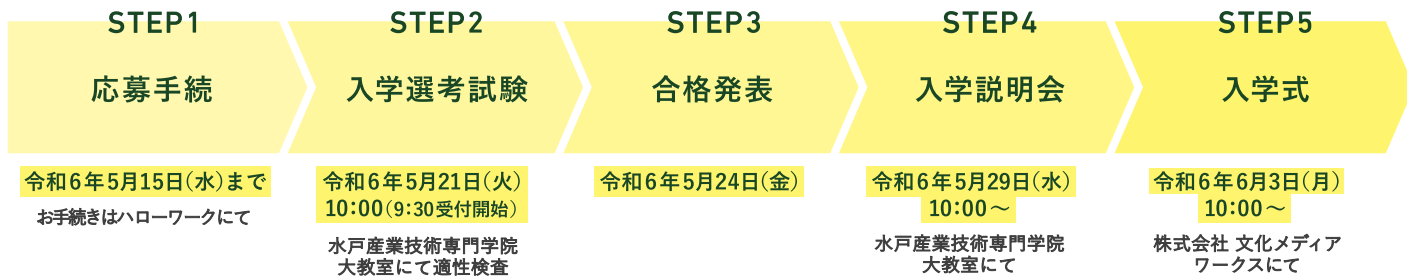 STEP1
応募手続
令和6年5月15日(水)まで
お手続きはハローワークにて
STEP2
入学選考試験
令和6年5月21日(火)
10:00(9:30受付開始)
水戸産業技術専門学院
大教室にて適性検査
STEP3
合格発表
令和6年5月24日(金)
STEP4
入学説明会
令和6年5月29日(水)
10:00～
水戸産業技術専門学院
大教室にて
STEP5
入学式
令和6年6月3日(月)
10:00～
株式会社 文化メディア
ワークスにて